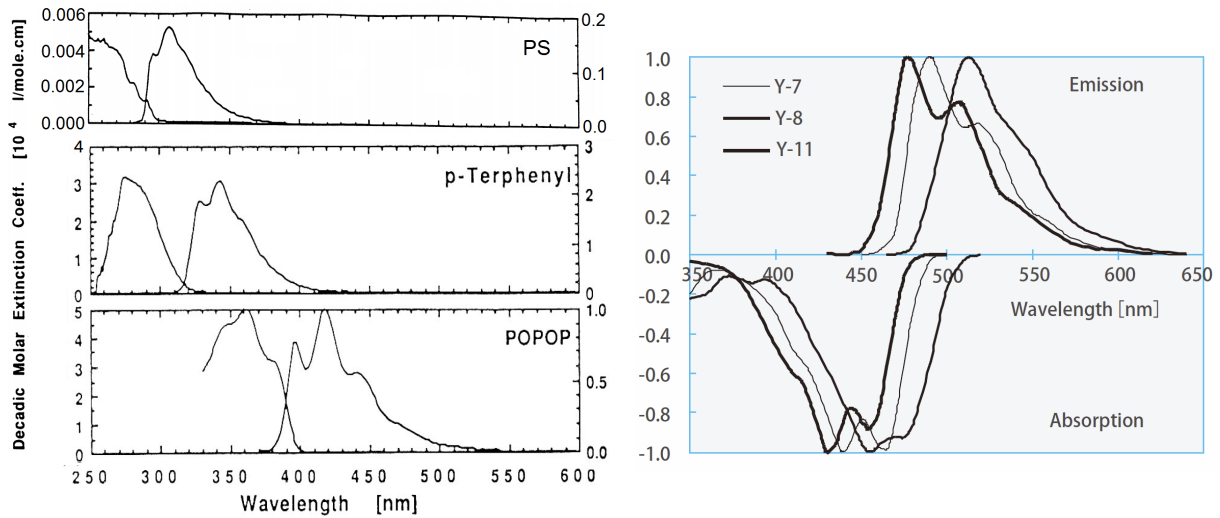 Decadic Molar Extinction Coeff. [10 4 l/mole.cm]
0.006
0.004
0.002
0.000
0.2
0.1
0.0
PS
4
3
2
1
0
3
2
1
0
p-Terphenyl
5
4
3
2
1
0
1.0
0.5
0.0
POPOP
250 300 350 400 450 500 550 600
Wavelength [nm]
1.0
0.8
0.6
0.4
0.2
0.0
-0.2
-0.4
-0.6
-0.8
-1.0
Y-7
Y-8
Y-11
Emission
350 400 450 500 550 600 650
Wavelength [nm]
Absorption